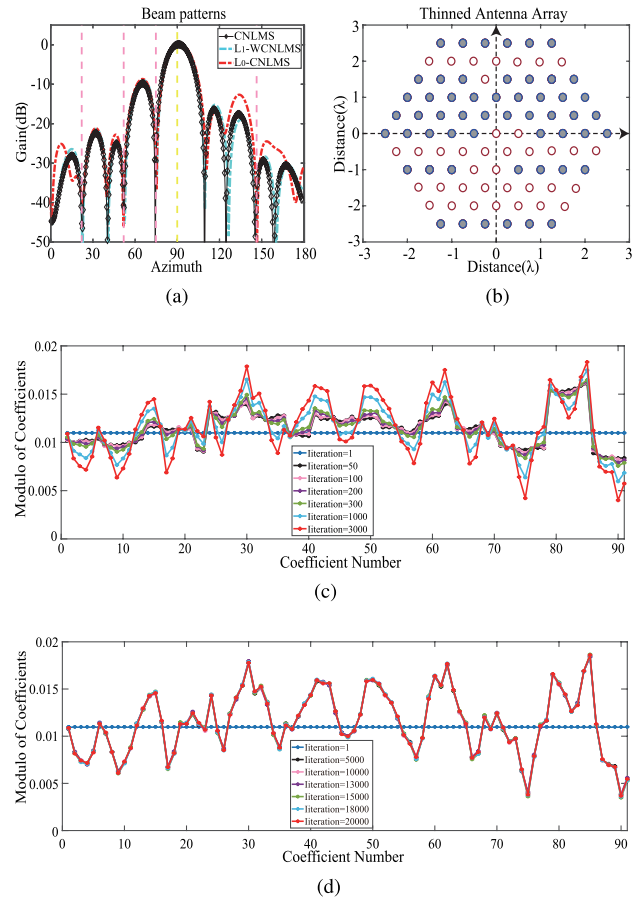 Beam patterns
CNLMS
L1-WCNLMS
L0-CNLMS
Gain(dB)
0
-10
-20
-30
-40
-50
0 30 60 90 120 150 180
Azimuth
(a)
Thinned Antenna Array
Distance(λ)
3
2
1
0
-1
-2
-3
-3 -2 -1 0 1 2 3
Distance(λ)
(b)
Modulo of Coefficients
0.02
0.015
0.01
0.005
0
Iiteration=1
Iiteration=50
Iiteration=100
Iiteration=200
Iiteration=300
Iiteration=1000
Iiteration=3000
0 10 20 30 40 50 60 70 80 90
Coefficient Number
(c)
Modulo of Coefficients
0.02
0.015
0.01
0.005
0
Iiteration=1
Iiteration=5000
Iiteration=10000
Iiteration=13000
Iiteration=15000
Iiteration=18000
Iiteration=20000
0 10 20 30 40 50 60 70 80 90
Coefficient Number
(d)